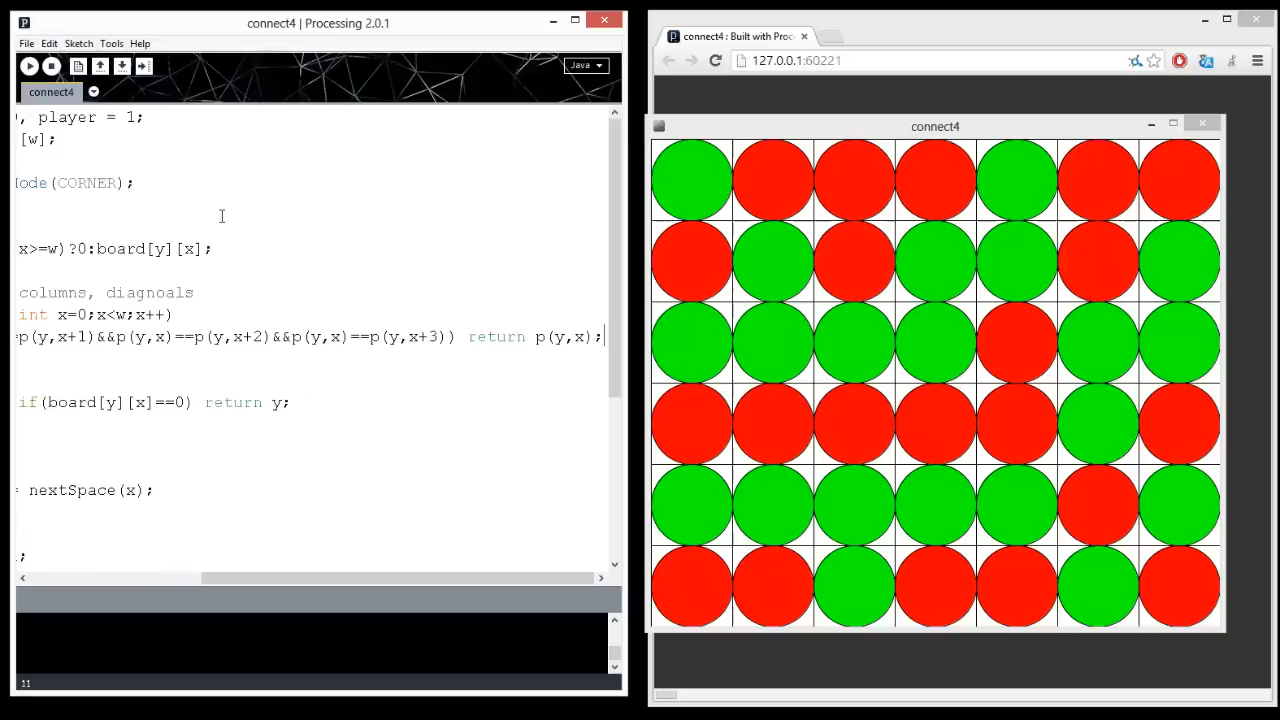 connect4 | Processing 2.0.1
File Edit Sketch Tools Help
Java
connect4
, player = 1;
[w];
ode(CORNER);
x>=w)?0:board[y][x];
columns, diagnoals
int x=0;x<w;x++)
p(y,x+1)&&p(y,x)==p(y,x+2)&&p(y,x)==p(y,x+3)) return p(y,x);
if(board[y][x]==0) return y;
= nextSpace(x);
;
11
connect4 : Built with Proc
127.0.0.1:60221
connect4